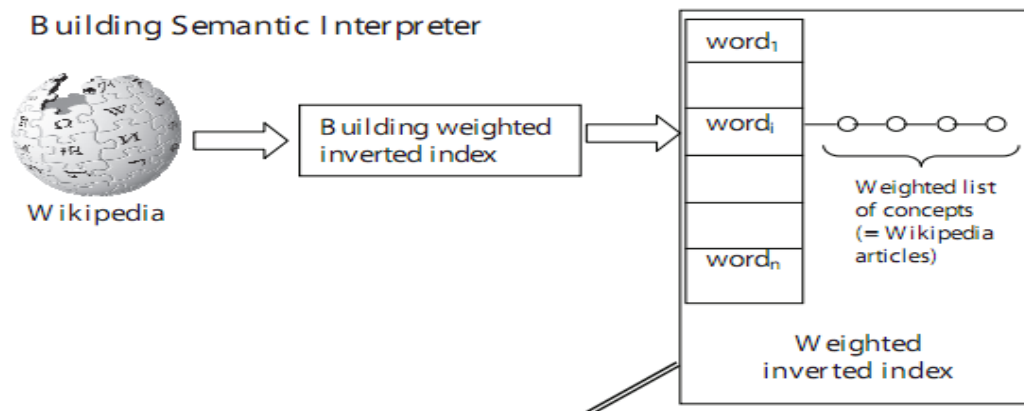 Building Semantic Interpreter
word₁
Building weighted
inverted index
wordᵢ
Wikipedia
Weighted list
of concepts
(= Wikipedia
articles)
wordₙ
Weighted
inverted index